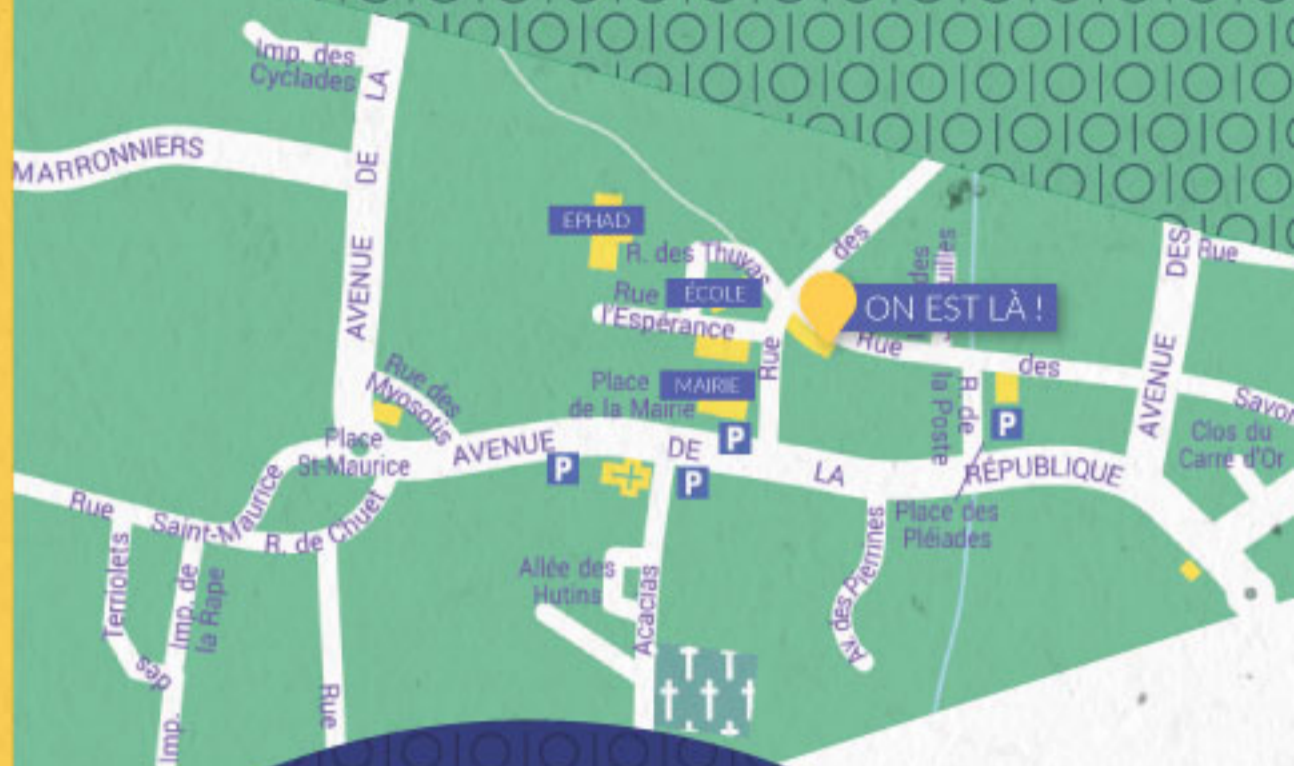 Imp. des
Cyclades
AVENUE DE LA
MARRONNIERS
EPHAD
R. des Thuyas
Rue
ÉCOLE
l'Espérance
des
Rue
des
ON EST LÀ !
Rue
des
Savoi
AVENUE DES
Rue
Rue des
Myosotis
Place
de la Mairie
MAIRIE
R. de
la Poste
P
Clos du
Carré d'Or
Place
St-Maurice
AVENUE DE LA RÉPUBLIQUE
P
P
P
Place des
Pléiades
Rue Saint-Maurice
R. de Chuet
Terriolets
des
Imp.
Imp. de
la Rape
Rue
Allée des
Hutins
Acacias
Av. des Pierrines